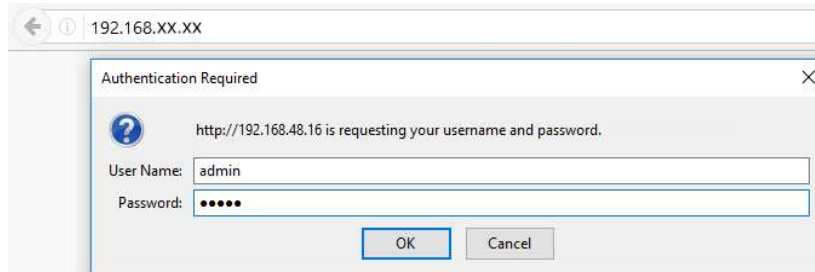 192.168.xx.xx
Authentication Required
http://192.168.48.16 is requesting your username and password.
User Name: admin
Password: •••••
OK Cancel